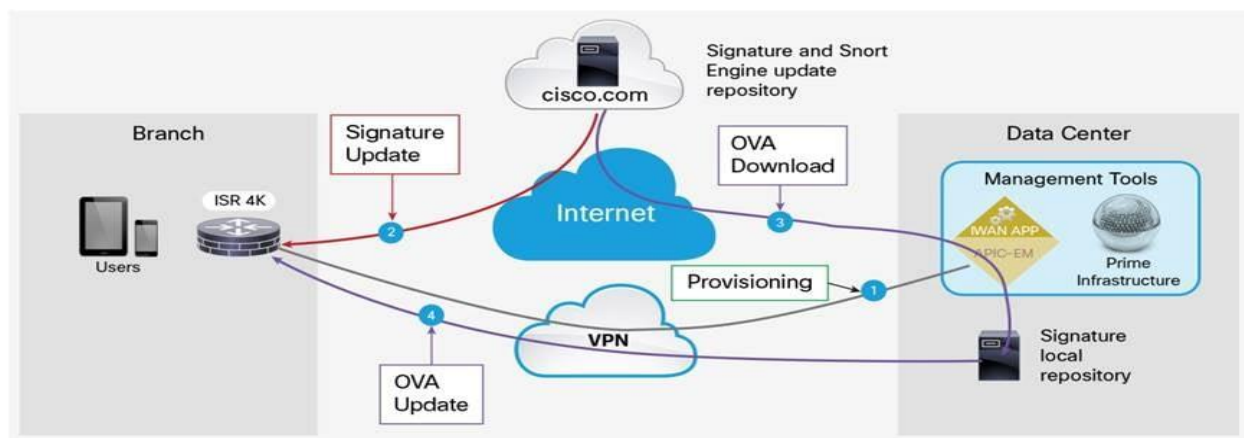 cisco.com
Signature and Snort
Engine update
repository
Branch
Signature
Update
OVA
Download
Data Center
Management Tools
ISR 4K
Users
Internet
2
3
IWAN APP
APIC-EM
Prime
Infrastructure
Provisioning
1
4
VPN
OVA
Update
Signature
local
repository